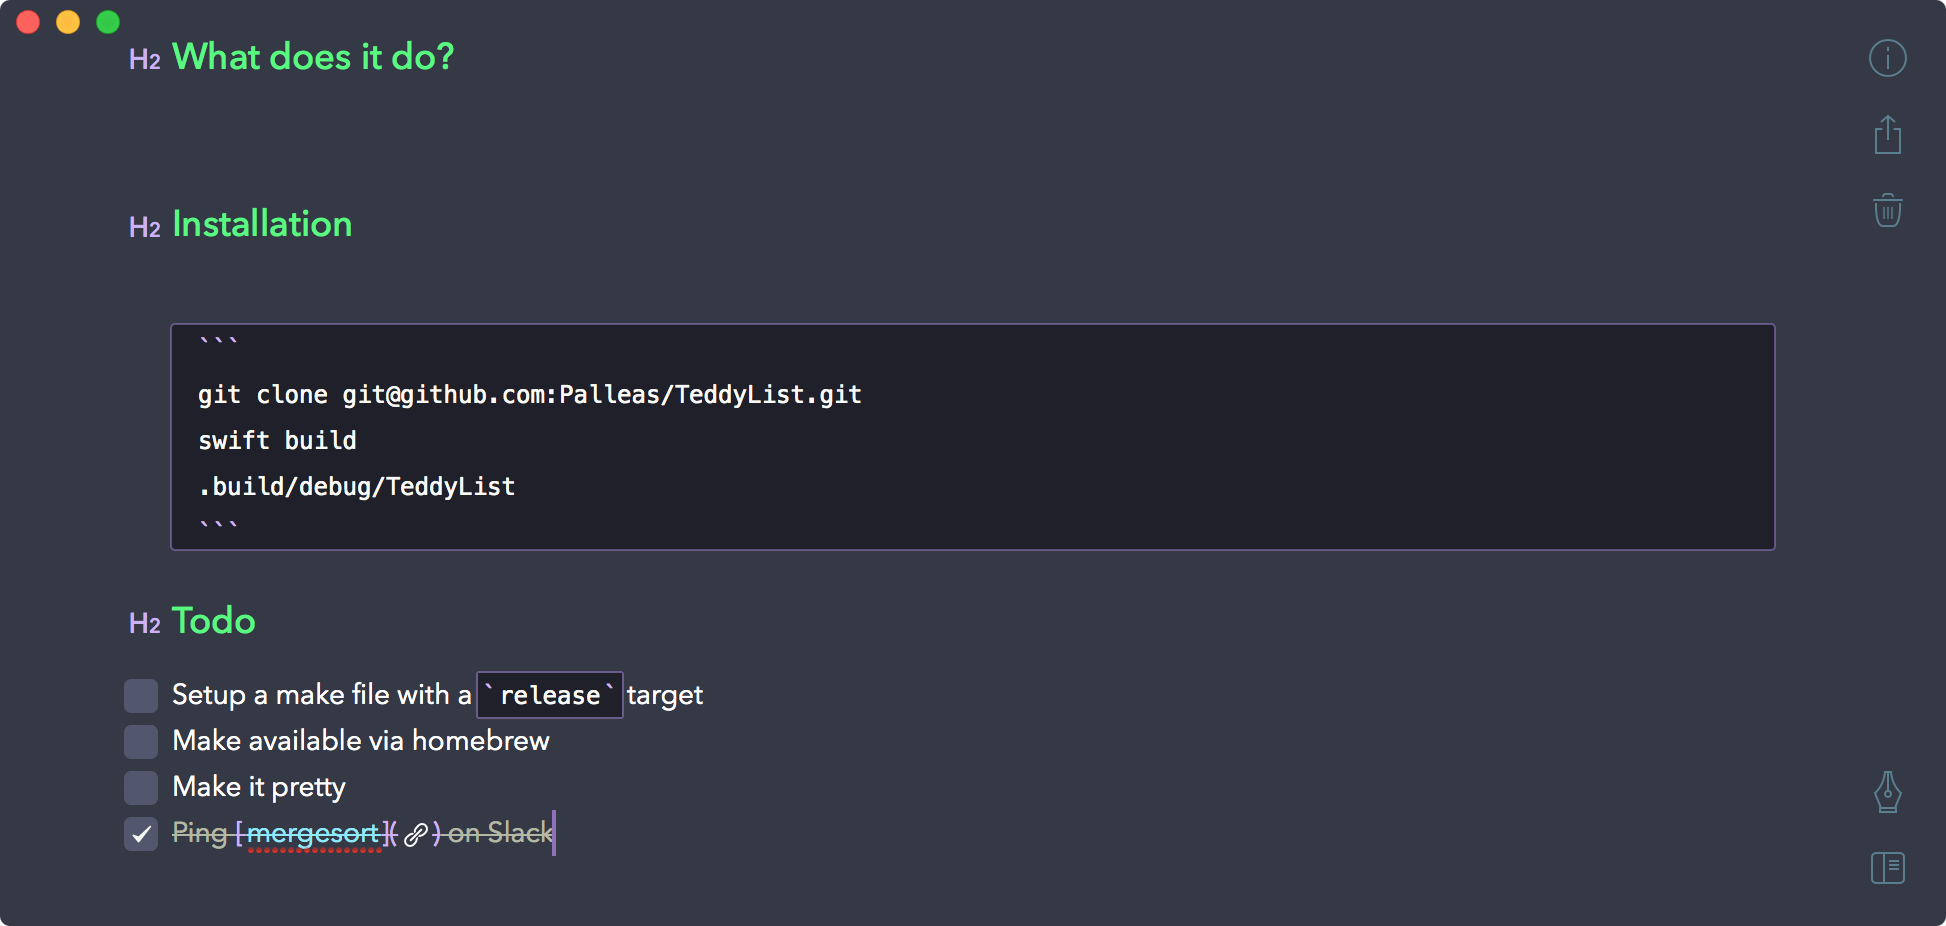 H2 What does it do?
H2 Installation
```
git clone git@github.com:Palleas/TeddyList.git
swift build
.build/debug/TeddyList
```
H2 Todo
Setup a make file with a `release` target
Make available via homebrew
Make it pretty
Ping [mergesort]() on Slack